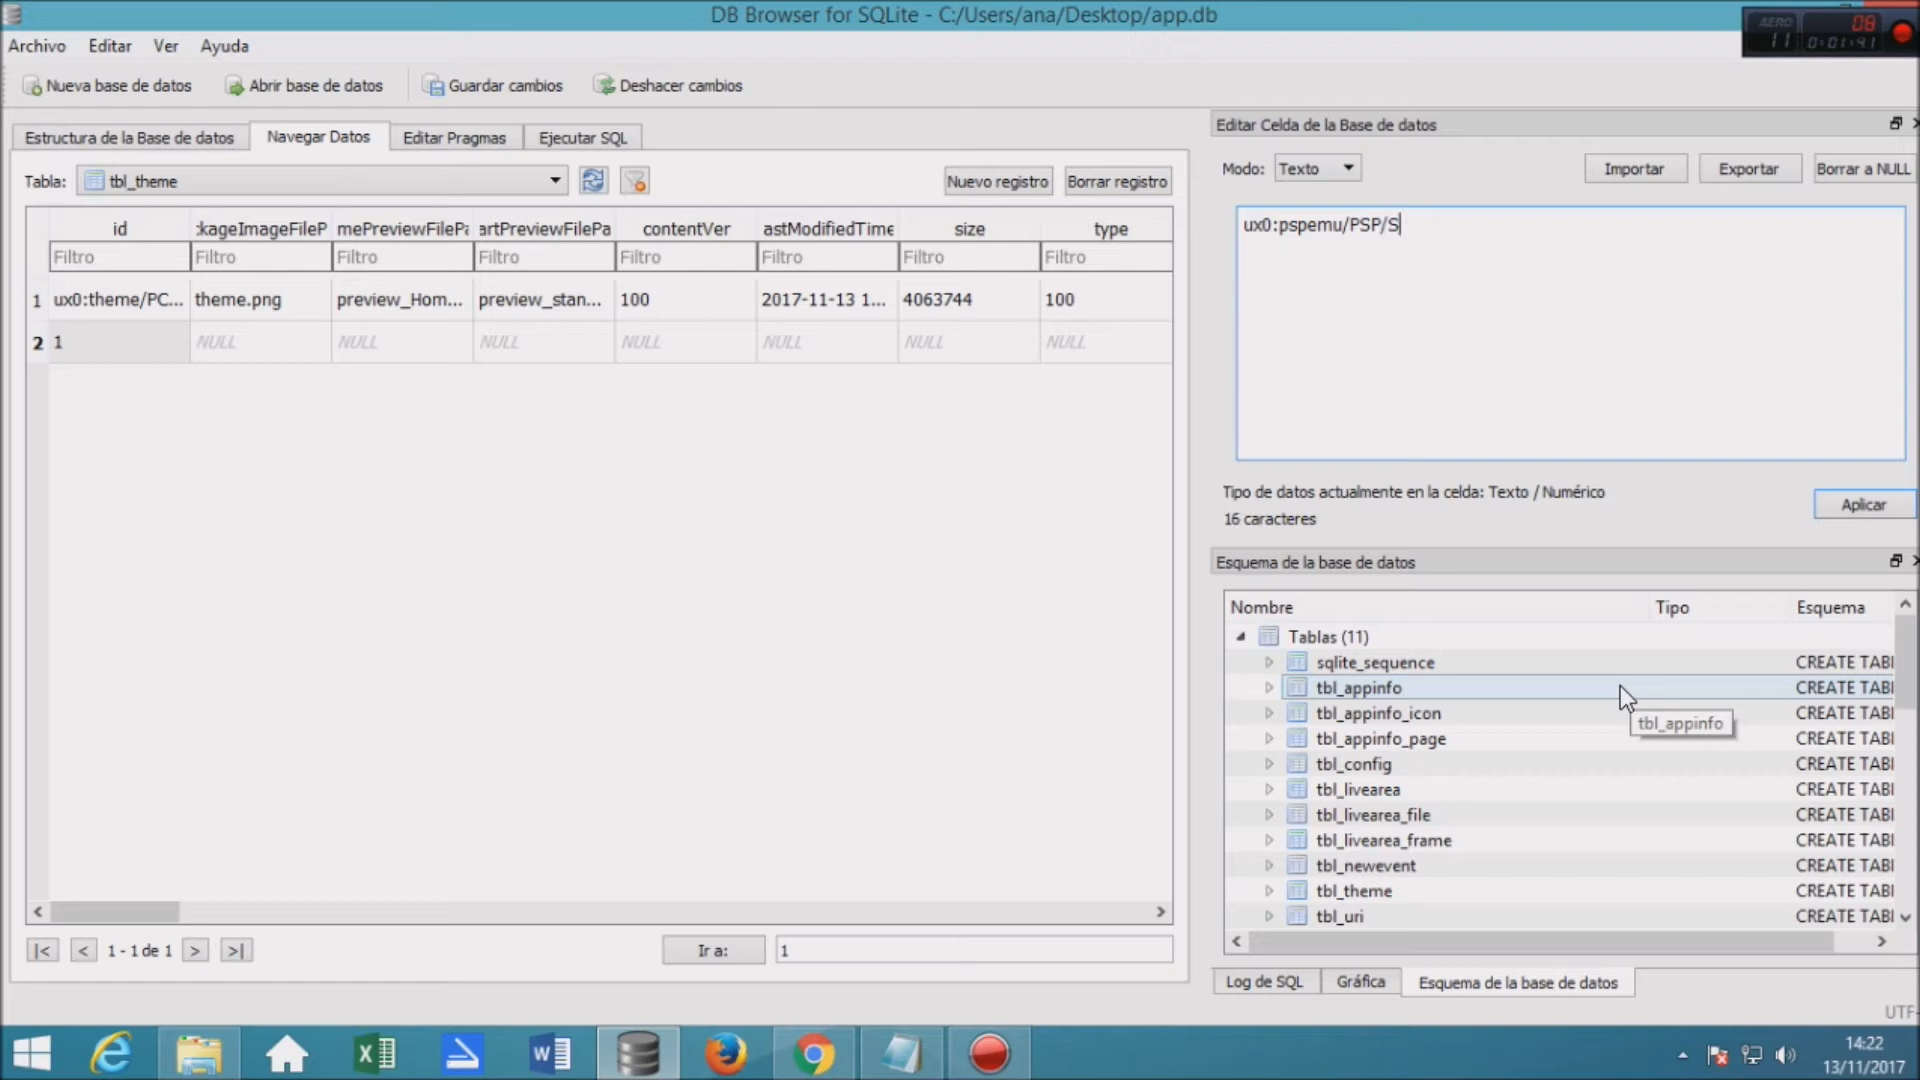 DB Browser for SQLite - C:/Users/ana/Desktop/app.db
AERO
11
08
0:01:41
Archivo Editar Ver Ayuda
Nueva base de datos Abrir base de datos Guardar cambios Deshacer cambios
Estructura de la Base de datos Navegar Datos Editar Pragmas Ejecutar SQL
Tabla: tbl_theme Nuevo registro Borrar registro
id :kageImageFileP mePreviewFilePa artPreviewFilePa contentVer astModifiedTime size type
Filtro Filtro Filtro Filtro Filtro Filtro Filtro Filtro
1 ux0:theme/PC... theme.png preview_Hom... preview_stan... 100 2017-11-13 1... 4063744 100
2 1 NULL NULL NULL NULL NULL NULL NULL
1 - 1 de 1 Ir a: 1
Editar Celda de la Base de datos
Modo: Texto Importar Exportar Borrar a NULL
ux0:pspemu/PSP/S
Tipo de datos actualmente en la celda: Texto / Numérico
16 caracteres
Aplicar
Esquema de la base de datos
Nombre Tipo Esquema
Tablas (11)
sqlite_sequence CREATE TABI
tbl_appinfo CREATE TABI
tbl_appinfo_icon CREATE TABI
tbl_appinfo
tbl_appinfo_page CREATE TABI
tbl_config CREATE TABI
tbl_livearea CREATE TABI
tbl_livearea_file CREATE TABI
tbl_livearea_frame CREATE TABI
tbl_newevent CREATE TABI
tbl_theme CREATE TABI
tbl_uri CREATE TABI
Log de SQL Gráfica Esquema de la base de datos
UTF-
14:22
13/11/2017